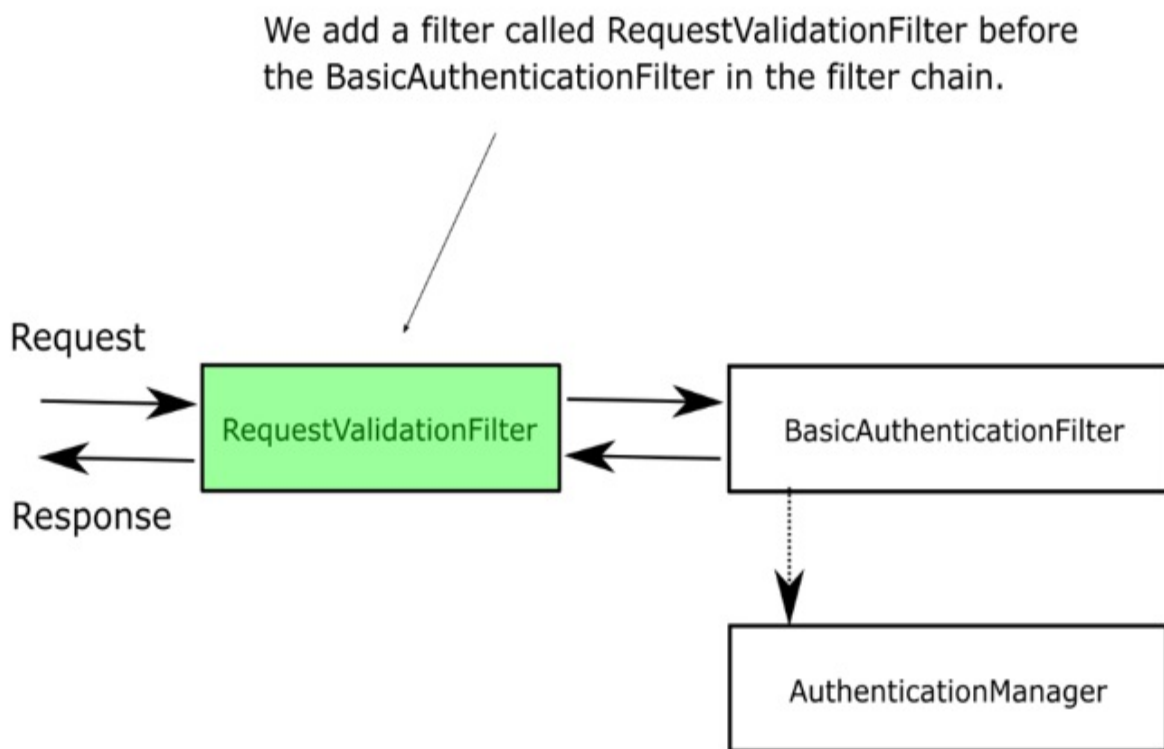 We add a filter called RequestValidationFilter before
the BasicAuthenticationFilter in the filter chain.
Request
RequestValidationFilter
BasicAuthenticationFilter
Response
AuthenticationManager